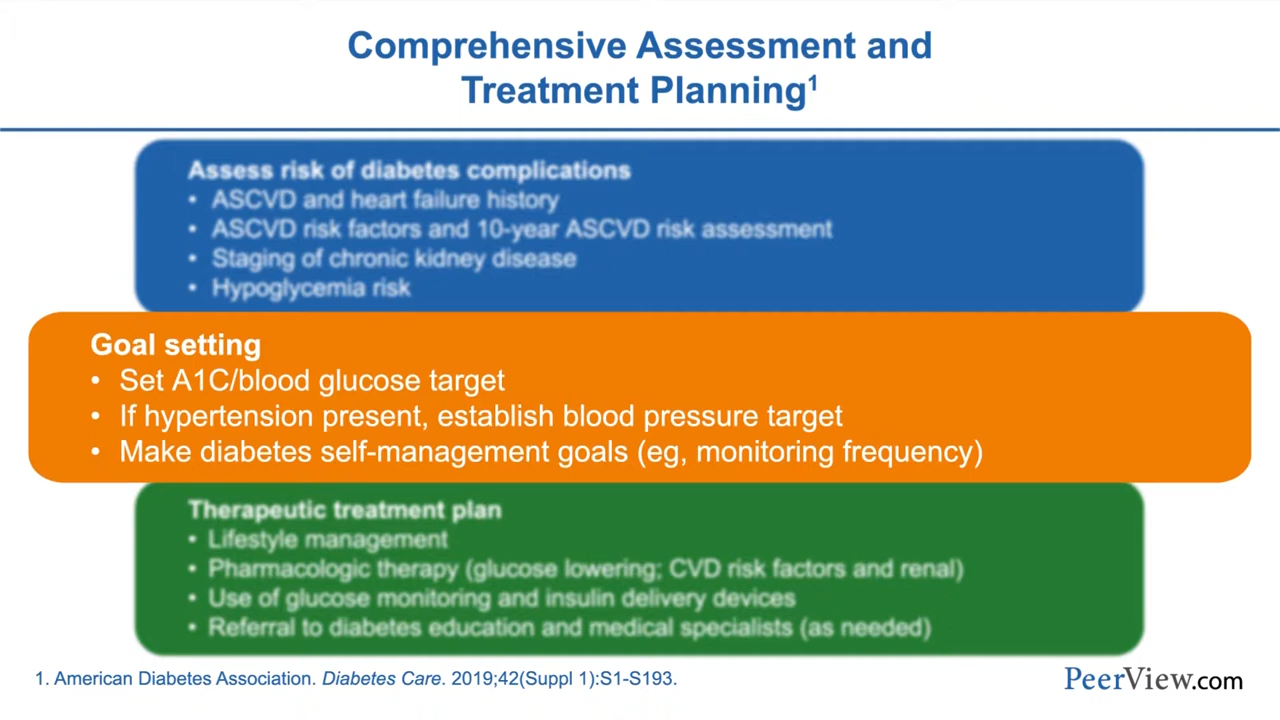 Comprehensive Assessment and
Treatment Planning1
Assess risk of diabetes complications
• ASCVD and heart failure history
• ASCVD risk factors and 10-year ASCVD risk assessment
• Staging of chronic kidney disease
• Hypoglycemia risk
Goal setting
• Set A1C/blood glucose target
• If hypertension present, establish blood pressure target
• Make diabetes self-management goals (eg, monitoring frequency)
Therapeutic treatment plan
• Lifestyle management
• Pharmacologic therapy (glucose lowering; CVD risk factors and renal)
• Use of glucose monitoring and insulin delivery devices
• Referral to diabetes education and medical specialists (as needed)
1. American Diabetes Association. Diabetes Care. 2019;42(Suppl 1):S1-S193.
PeerView.com